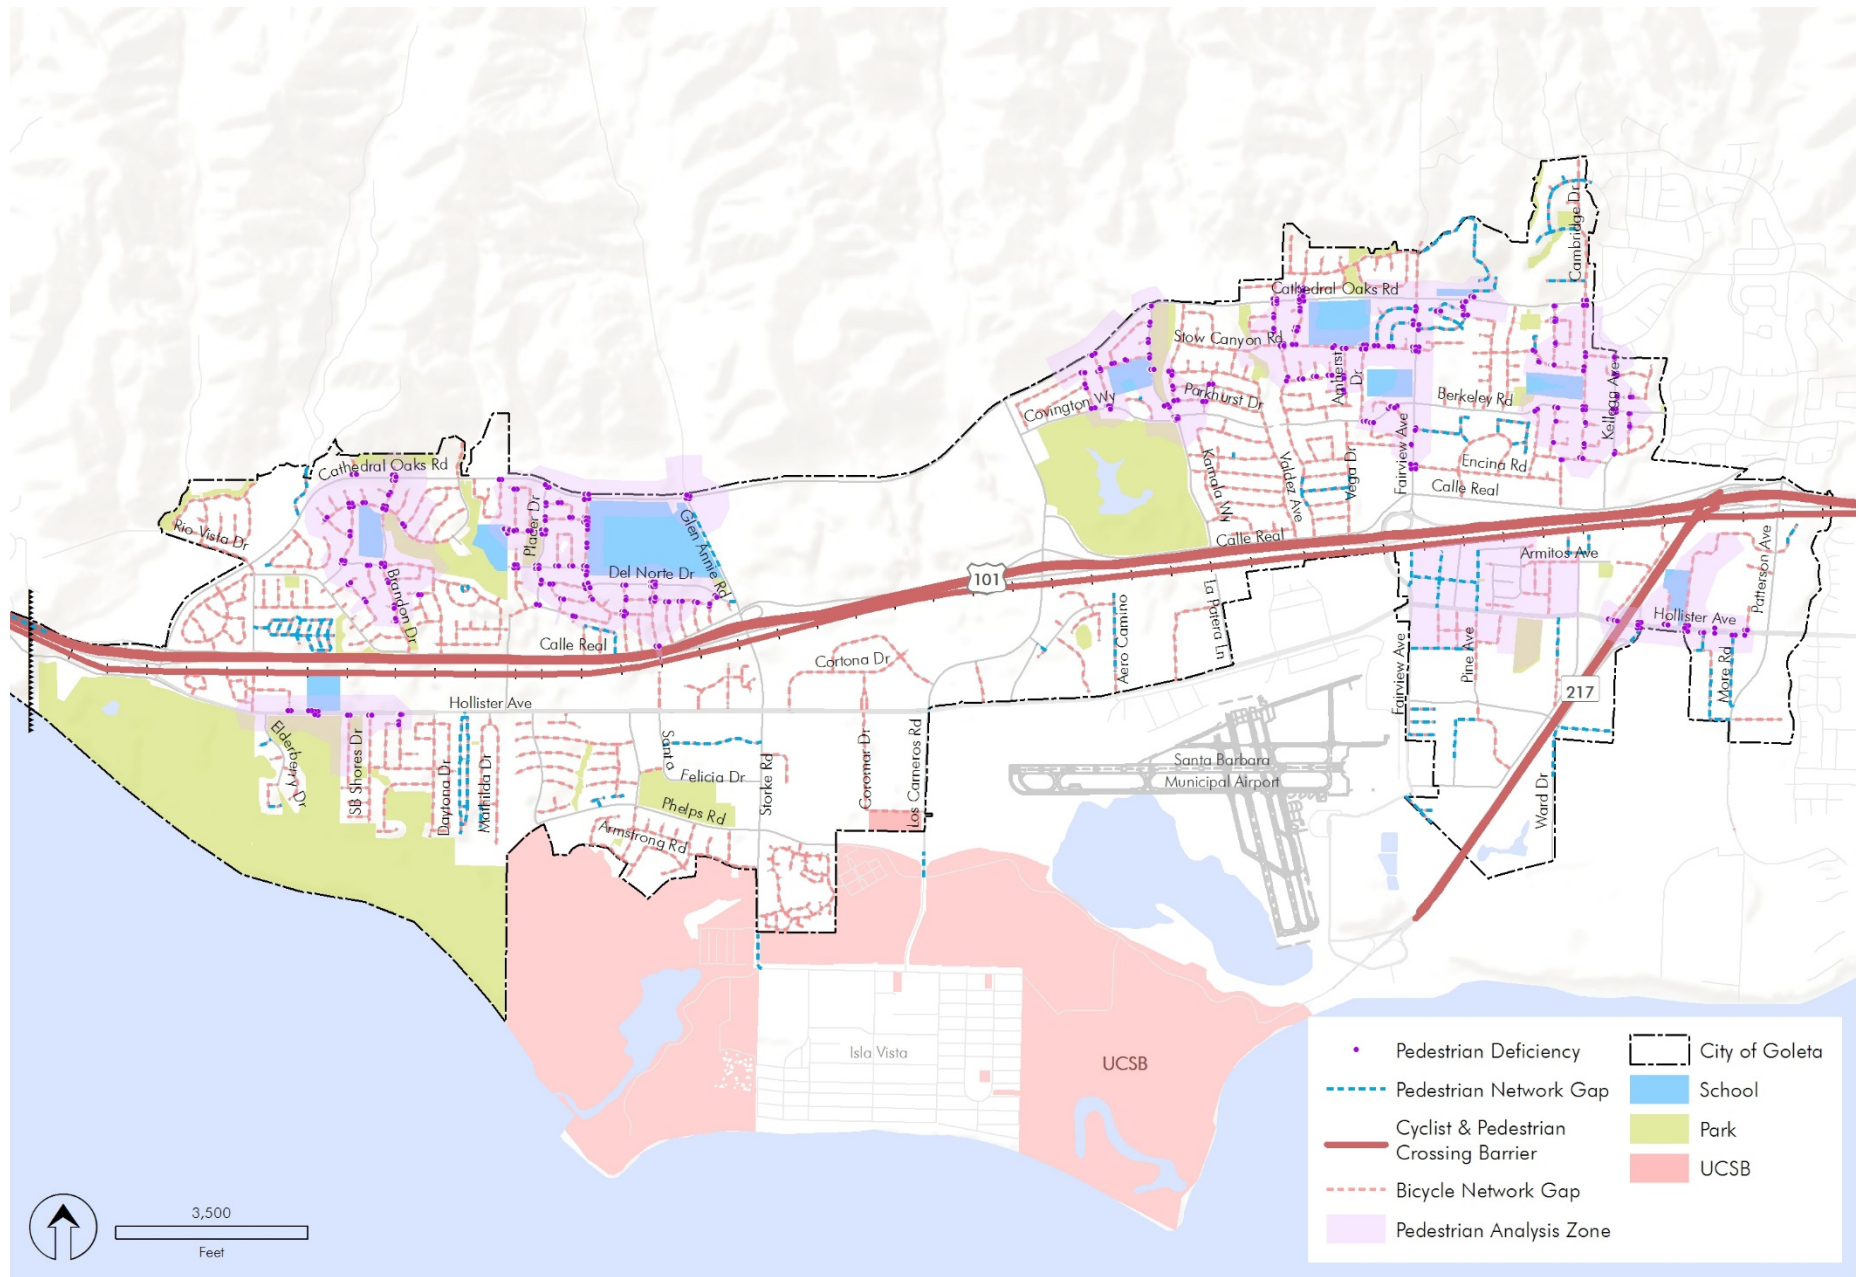 Cambridge Dr
Cathedral Oaks Rd
Stow Canyon Rd
Amherst
Dr
Parkhurst Dr
Covington Wy
Berkeley Rd
Kellogg Ave
Fairview Ave
Encina Rd
Calle Real
Vega Dr
Valdez Ave
Kamala Wy
Calle Real
Cathedral Oaks Rd
Rio Vista Dr
Placer Dr
Glen Annie Rd
Del Norte Dr
Brandon Dr
Calle Real
101
Armitos Ave
Patterson Ave
Hollister Ave
La Patera Ln
Aero Camino
Cortona Dr
Fairview Ave
Pine Ave
More Rd
217
Hollister Ave
Elderberry Dr
SB Shores Dr
Daytona Dr
Mathilda Dr
Santa
Felicia Dr
Storke Rd
Coromar Dr
Los Carneros Rd
Phelps Rd
Armstrong Rd
Santa Barbara
Municipal Airport
Ward Dr
Isla Vista
UCSB
Pedestrian Deficiency
Pedestrian Network Gap
Cyclist & Pedestrian
Crossing Barrier
Bicycle Network Gap
Pedestrian Analysis Zone
City of Goleta
School
Park
UCSB
3,500
Feet